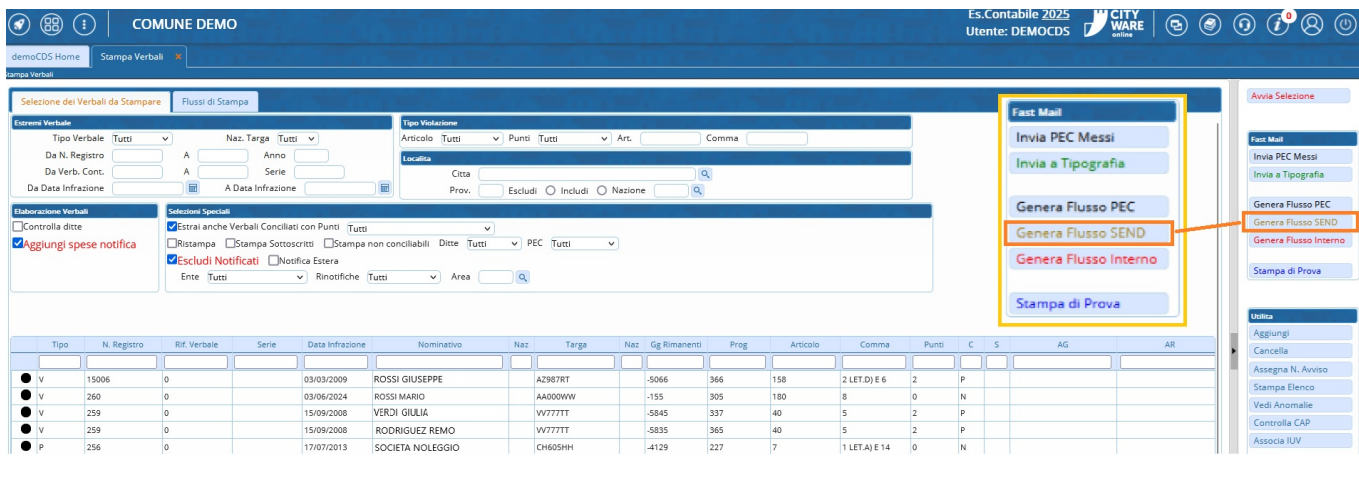 COMUNE DEMO
Es.Contabile 2025
Utente: DEMOCDS
CITY
WARE
online
0
demoCDS Home Stampa Verbali
Stampa Verbali
Selezione dei Verbali da Stampare Flussi di Stampa
Estremi Verbale
Tipo Verbale Tutti Naz. Targa Tutti
Da N. Registro A Anno
Da Verb. Cont. A Serie
Da Data Infrazione A Data Infrazione
Tipo Violazione
Articolo Tutti Punti Tutti Art. Comma
Localita
Citta
Prov. Escludi Includi Nazione
Elaborazione Verbali
Controlla ditte
Aggiungi spese notifica
Selezioni Speciali
Estrai anche Verbali Conciliati con Punti Tutti
Ristampa Stampa Sottoscritti Stampa non conciliabili Ditte Tutti PEC Tutti
Escludi Notificati Notifica Estera
Ente Tutti Rinotifiche Tutti Area
Fast Mail
Invia PEC Messi
Invia a Tipografia
Genera Flusso PEC
Genera Flusso SEND
Genera Flusso Interno
Stampa di Prova
Avvia Selezione
Fast Mail
Invia PEC Messi
Invia a Tipografia
Genera Flusso PEC
Genera Flusso SEND
Genera Flusso Interno
Stampa di Prova
Utilita
Aggiungi
Cancella
Assegna N. Avviso
Stampa Elenco
Vedi Anomalie
Controlla CAP
Associa IUV
Tipo N. Registro Rif. Verbale Serie Data Infrazione Nominativo Naz Targa Naz Gg Rimanenti Prog Articolo Comma Punti C S AG AR
V 15006 0 03/03/2009 ROSSI GIUSEPPE AZ987RT -5066 366 158 2 LET.D) E 6 2 P
V 260 0 03/06/2024 ROSSI MARIO AA000WW -155 305 180 8 0 N
V 259 0 15/09/2008 VERDI GIULIA VV777TT -5845 337 40 5 2 P
V 259 0 15/09/2008 RODRIGUEZ REMO VV777TT -5835 365 40 5 2 P
P 256 0 17/07/2013 SOCIETA NOLEGGIO CH605HH -4129 227 7 1 LET.A) E 14 0 N